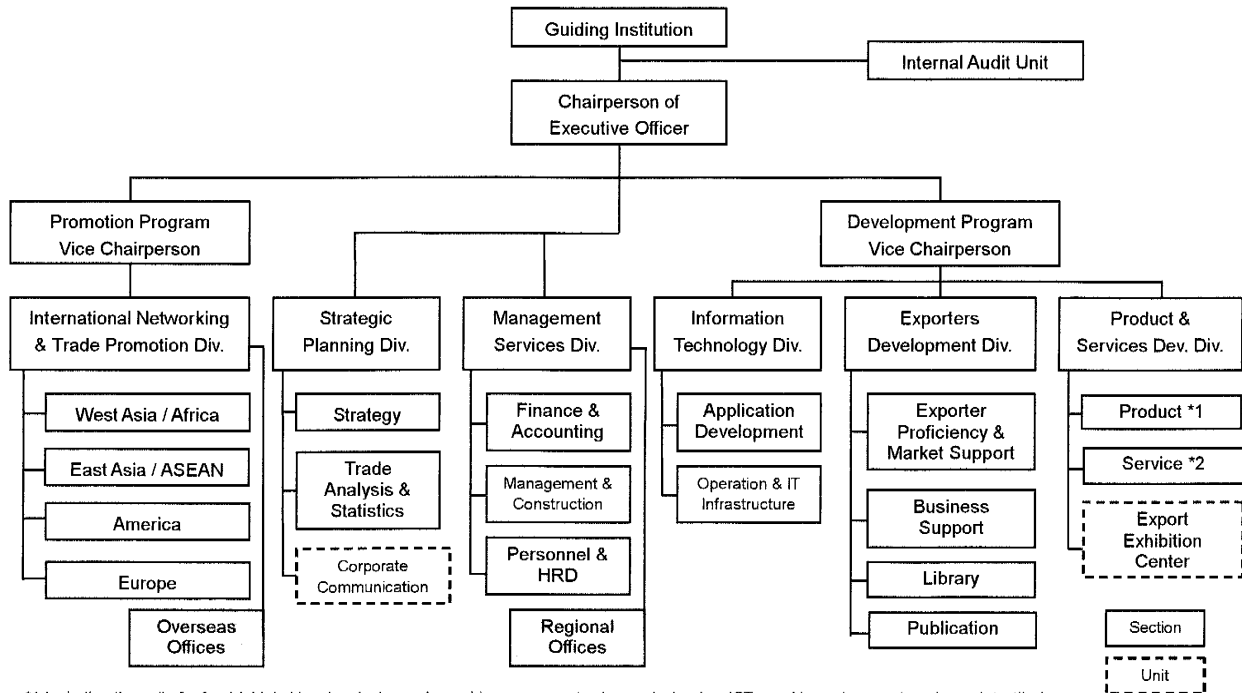 Guiding Institution
Internal Audit Unit
Chairperson of
Executive Officer
Promotion Program
Vice Chairperson
Development Program
Vice Chairperson
International Networking
& Trade Promotion Div.
Strategic
Planning Div.
Management
Services Div.
Information
Technology Div.
Exporters
Development Div.
Product &
Services Dev. Div.
West Asia / Africa
East Asia / ASEAN
America
Europe
Overseas
Offices
Strategy
Trade
Analysis &
Statistics
Corporate
Communication
Finance &
Accounting
Management &
Construction
Personnel &
HRD
Regional
Offices
Application
Development
Operation & IT
Infrastructure
Exporter
Proficiency &
Market Support
Business
Support
Library
Publication
Product *1
Service *2
Export
Exhibition
Center
Section
Unit